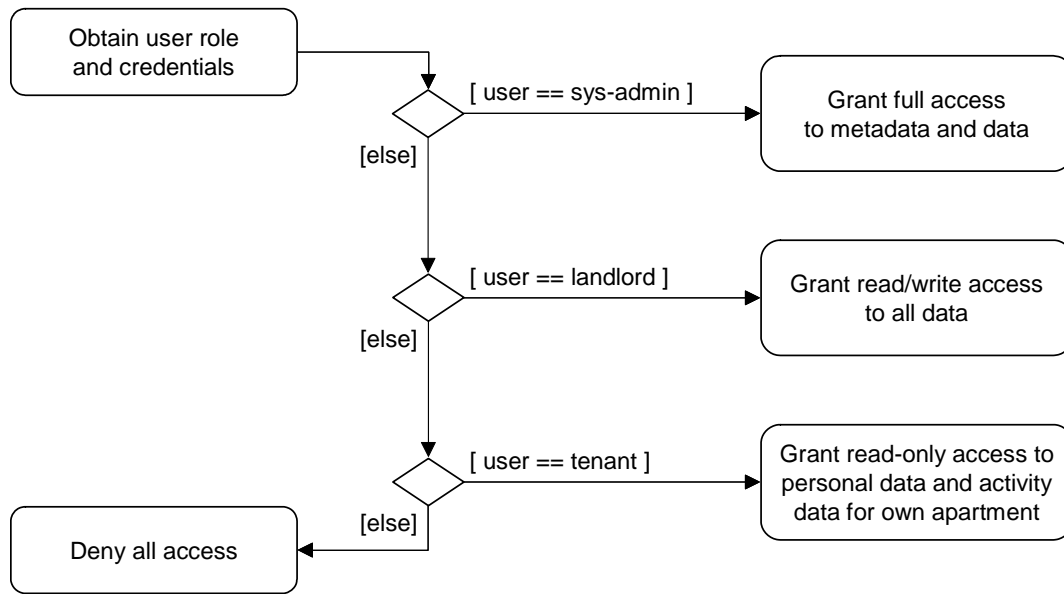 Obtain user role
and credentials
[ user == sys-admin ]
Grant full access
to metadata and data
[else]
[ user == landlord ]
Grant read/write access
to all data
[else]
[ user == tenant ]
Grant read-only access to
personal data and activity
data for own apartment
[else]
Deny all access